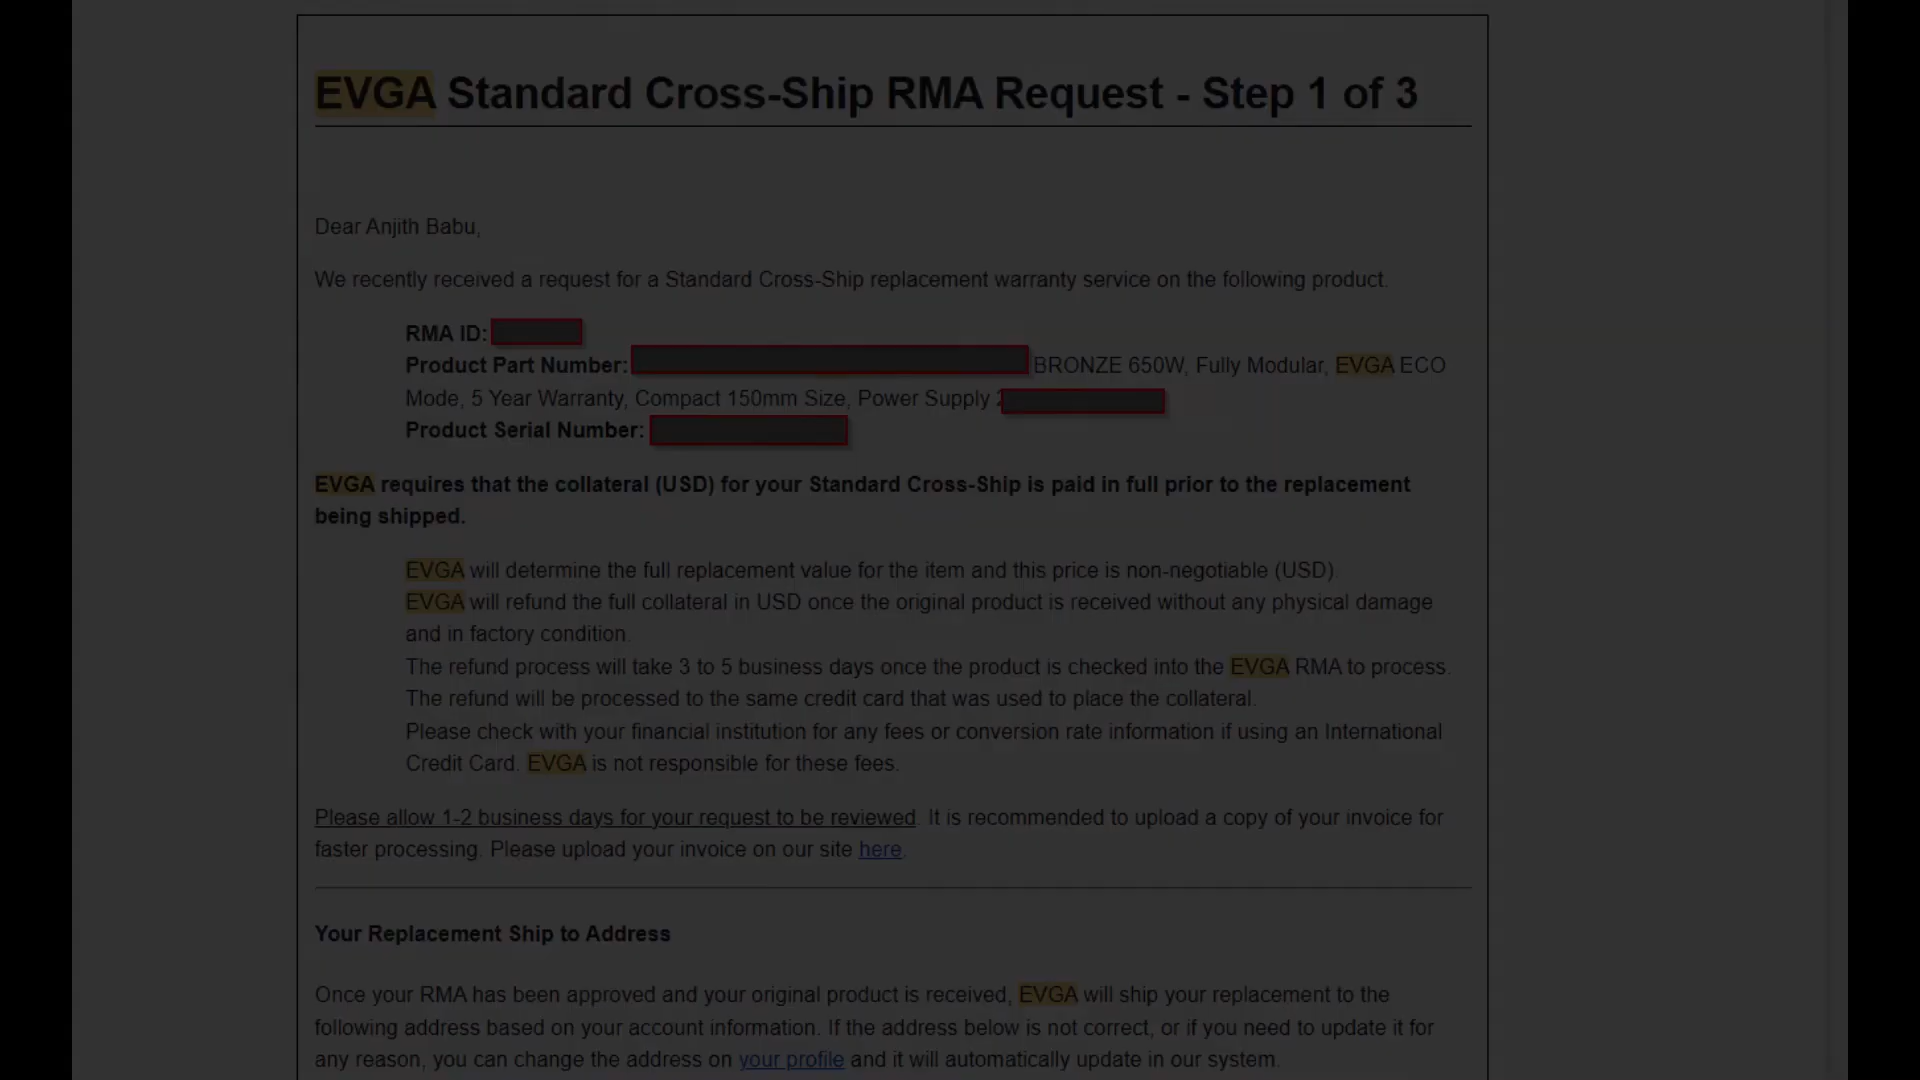 EVGA Standard Cross-Ship RMA Request - Step 1 of 3
Dear Anjith Babu,
We recently received a request for a Standard Cross-Ship replacement warranty service on the following product.
RMA ID:
Product Part Number: BRONZE 650W, Fully Modular, EVGA ECO
Mode, 5 Year Warranty, Compact 150mm Size, Power Supply 2
Product Serial Number:
EVGA requires that the collateral (USD) for your Standard Cross-Ship is paid in full prior to the replacement
being shipped.
EVGA will determine the full replacement value for the item and this price is non-negotiable (USD).
EVGA will refund the full collateral in USD once the original product is received without any physical damage
and in factory condition.
The refund process will take 3 to 5 business days once the product is checked into the EVGA RMA to process.
The refund will be processed to the same credit card that was used to place the collateral.
Please check with your financial institution for any fees or conversion rate information if using an International
Credit Card. EVGA is not responsible for these fees.
Please allow 1-2 business days for your request to be reviewed. It is recommended to upload a copy of your invoice for
faster processing. Please upload your invoice on our site here.
Your Replacement Ship to Address
Once your RMA has been approved and your original product is received, EVGA will ship your replacement to the
following address based on your account information. If the address below is not correct, or if you need to update it for
any reason, you can change the address on your profile and it will automatically update in our system.